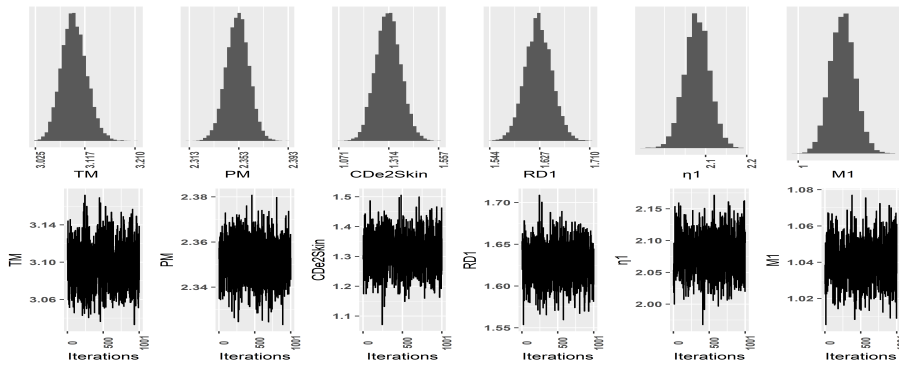 3.025 3.117 3.210 2.313 2.353 2.393 1.071 1.314 1.557 1.544 1.627 1.710 2.1 2.2 1
TM PM CDe2Skin RD1 η1 M1
TM 3.14 3.10 3.06
PM 2.38 2.36 2.34
CDe2Skin 1.5 1.4 1.3 1.2 1.1
RD1 1.70 1.65 1.60 1.55
η1 2.15 2.10 2.05 2.00
M1 1.08 1.06 1.04 1.02
0 500 1001 0 500 1001 0 500 1001 0 500 1001 0 500 1001 0 500 1001
Iterations Iterations Iterations Iterations Iterations Iterations